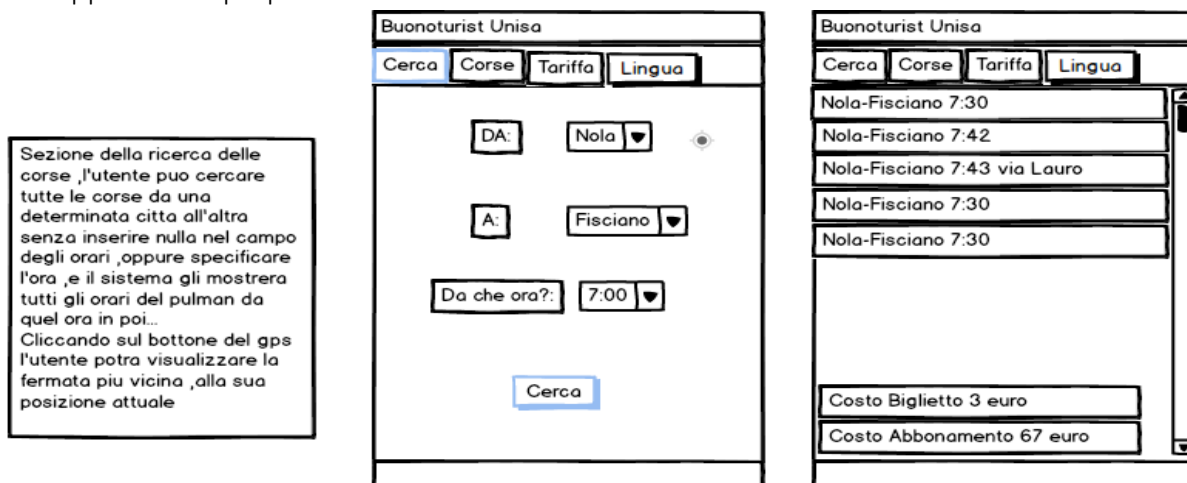 Sezione della ricerca delle
corse ,l'utente puo cercare
tutte le corse da una
determinata citta all'altra
senza inserire nulla nel campo
degli orari ,oppure specificare
l'ora ,e il sistema gli mostrera
tutti gli orari del pulman da
quel ora in poi...
Cliccando sul bottone del gps
l'utente potra visualizzare la
fermata piu vicina ,alla sua
posizione attuale
Buonoturist Unisa
Cerca Corse Tariffa Lingua
DA: Nola
A: Fisciano
Da che ora?: 7:00
Cerca
Buonoturist Unisa
Cerca Corse Tariffa Lingua
Nola-Fisciano 7:30
Nola-Fisciano 7:42
Nola-Fisciano 7:43 via Lauro
Nola-Fisciano 7:30
Nola-Fisciano 7:30
Costo Biglietto 3 euro
Costo Abbonamento 67 euro